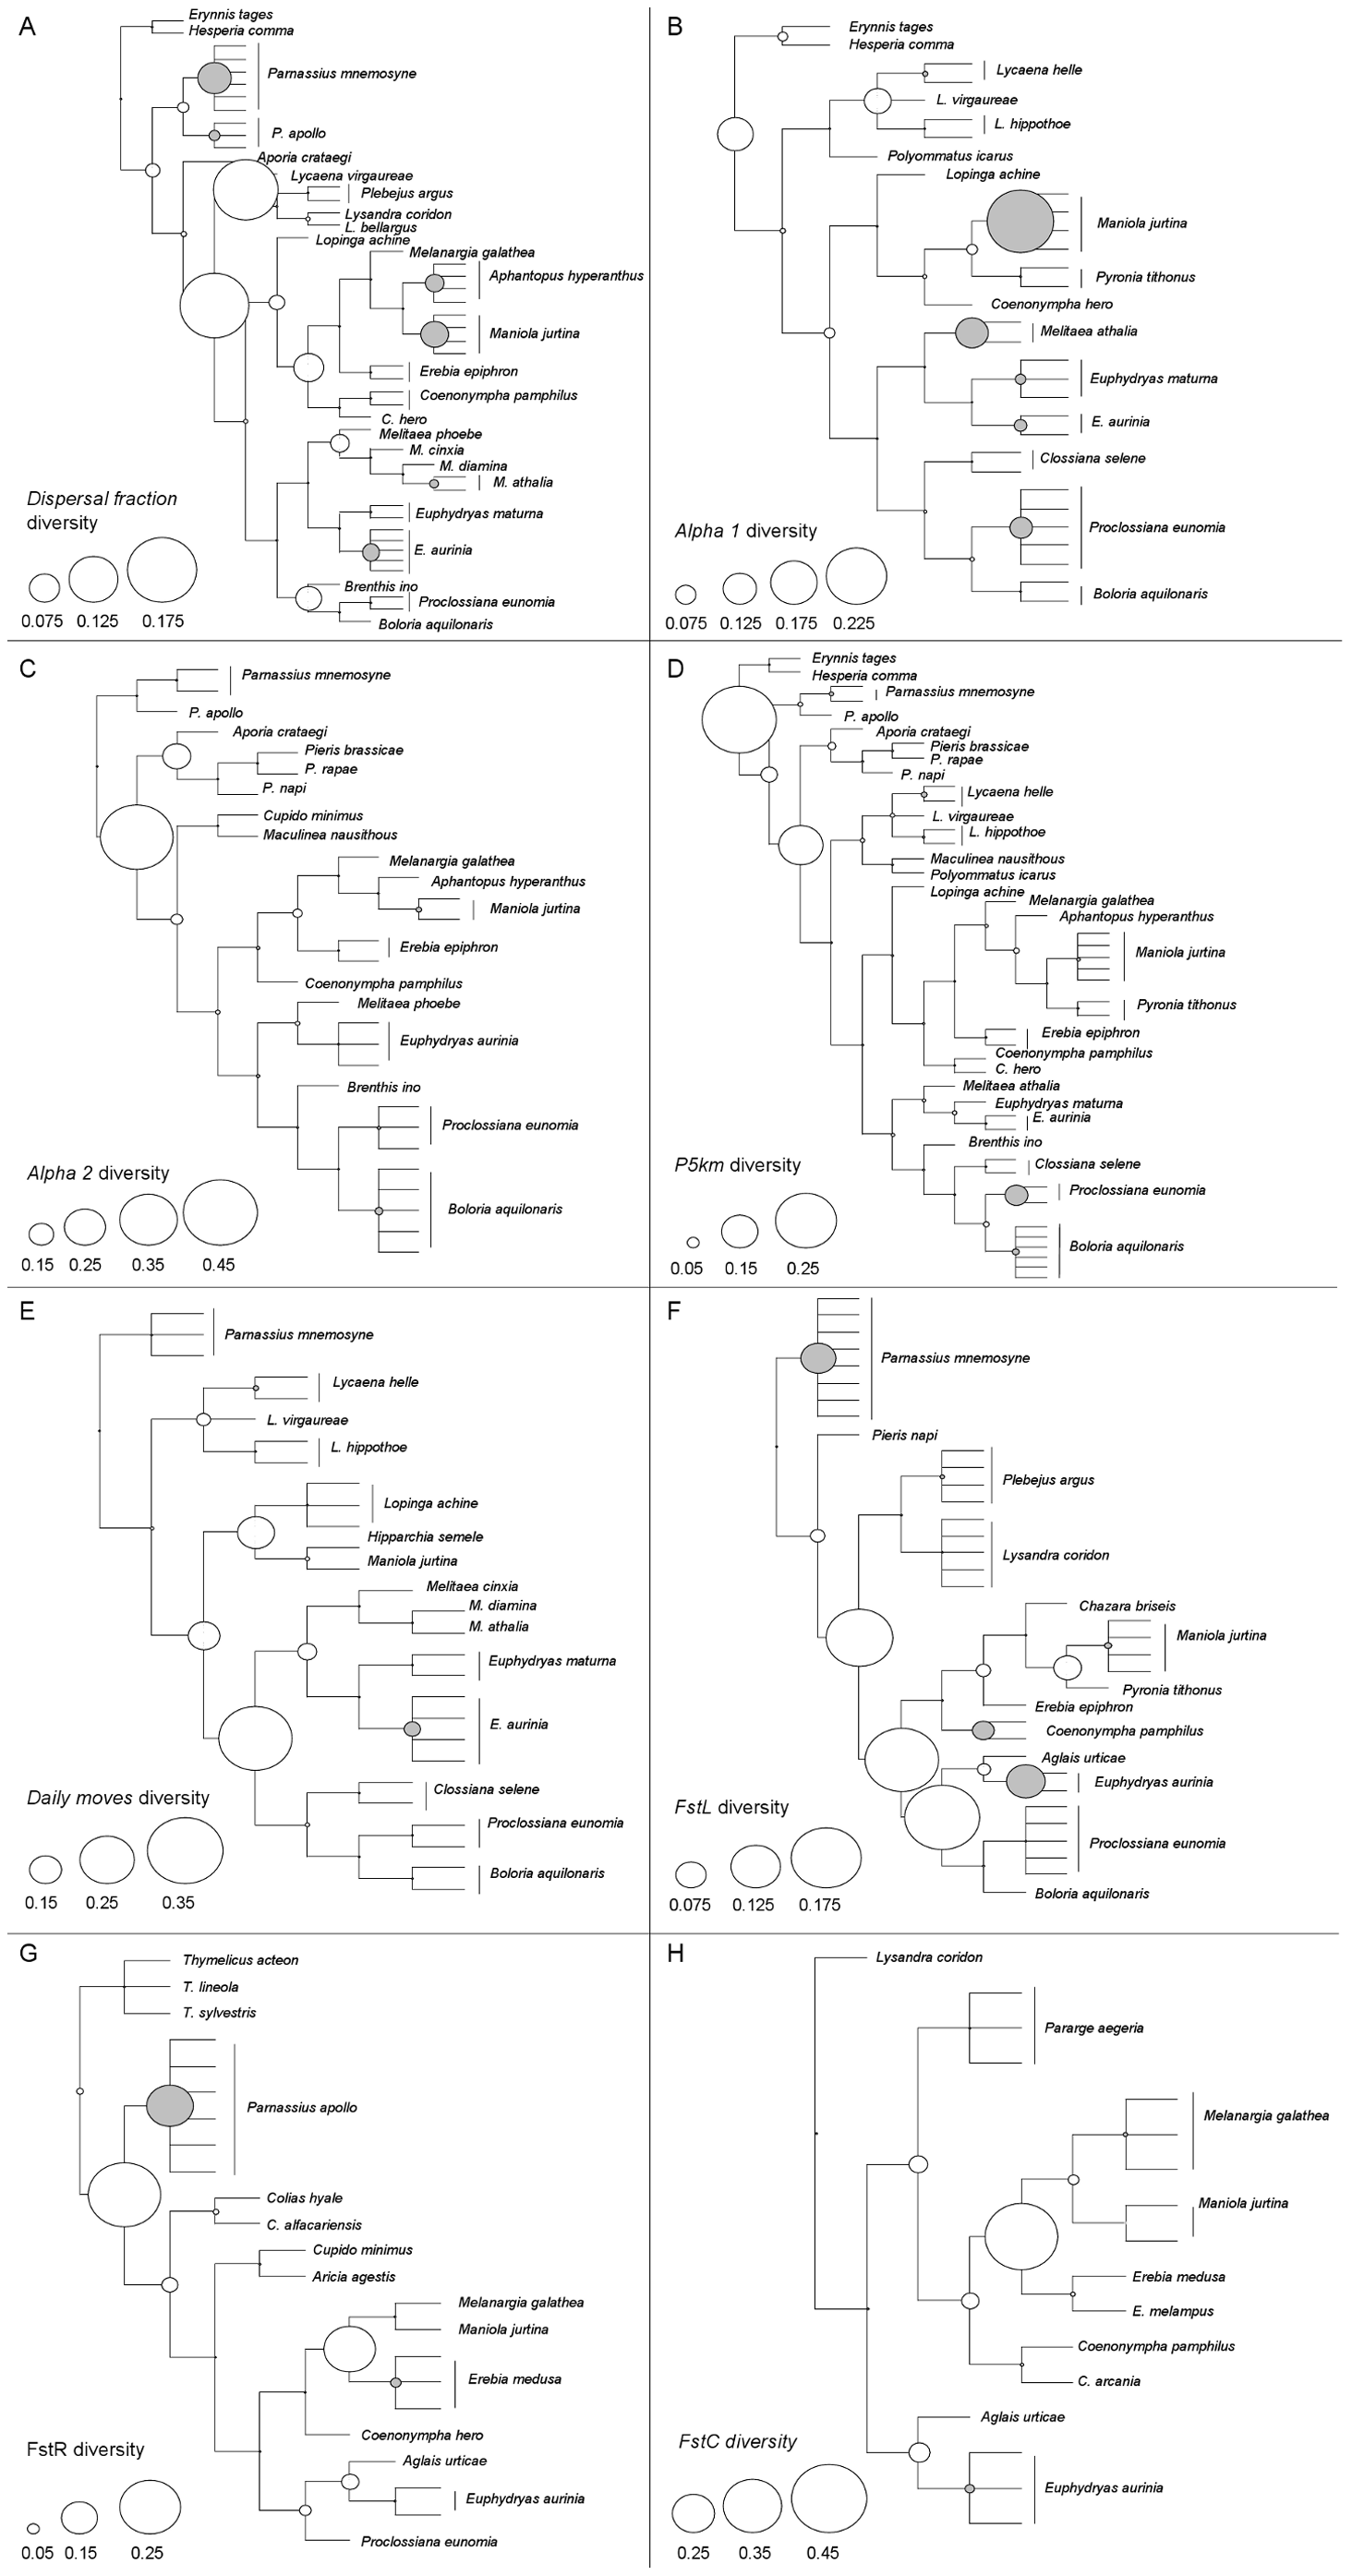 A
Erynnis tages
Hesperia comma
Parnassius mnemosyne
P. apollo
Aporia crataegi
Lycaena virgaureae
Plebejus argus
Lysandra coridon
L. bellargus
Lopinga achine
Melanargia galathea
Aphantopus hyperanthus
Maniola jurtina
Erebia epiphron
Coenonympha pamphilus
C. hero
Melitaea phoebe
M. cinxia
M. diamina
M. athalia
Euphydryas maturna
E. aurinia
Brenthis ino
Proclossiana eunomia
Boloria aquilonaris
Dispersal fraction
diversity
0.075 0.125 0.175
B
Erynnis tages
Hesperia comma
Lycaena helle
L. virgaureae
L. hippothoe
Polyommatus icarus
Lopinga achine
Maniola jurtina
Pyronia tithonus
Coenonympha hero
Melitaea athalia
Euphydryas maturna
E. aurinia
Clossiana selene
Proclossiana eunomia
Boloria aquilonaris
Alpha 1 diversity
0.075 0.125 0.175 0.225
C
Parnassius mnemosyne
P. apollo
Aporia crataegi
Pieris brassicae
P. rapae
P. napi
Cupido minimus
Maculinea nausithous
Melanargia galathea
Aphantopus hyperanthus
Maniola jurtina
Erebia epiphron
Coenonympha pamphilus
Melitaea phoebe
Euphydryas aurinia
Brenthis ino
Proclossiana eunomia
Boloria aquilonaris
Alpha 2 diversity
0.15 0.25 0.35 0.45
D
Erynnis tages
Hesperia comma
Parnassius mnemosyne
P. apollo
Aporia crataegi
Pieris brassicae
P. rapae
P. napi
Lycaena helle
L. virgaureae
L. hippothoe
Maculinea nausithous
Polyommatus icarus
Lopinga achine
Melanargia galathea
Aphantopus hyperanthus
Maniola jurtina
Pyronia tithonus
Erebia epiphron
Coenonympha pamphilus
C. hero
Melitaea athalia
Euphydryas maturna
E. aurinia
Brenthis ino
Clossiana selene
Proclossiana eunomia
Boloria aquilonaris
P5km diversity
0.05 0.15 0.25
E
Parnassius mnemosyne
Lycaena helle
L. virgaureae
L. hippothoe
Lopinga achine
Hipparchia semele
Maniola jurtina
Melitaea cinxia
M. diamina
M. athalia
Euphydryas maturna
E. aurinia
Clossiana selene
Proclossiana eunomia
Boloria aquilonaris
Daily moves diversity
0.15 0.25 0.35
F
Parnassius mnemosyne
Pieris napi
Plebejus argus
Lysandra coridon
Chazara briseis
Maniola jurtina
Pyronia tithonus
Erebia epiphron
Coenonympha pamphilus
Aglais urticae
Euphydryas aurinia
Proclossiana eunomia
Boloria aquilonaris
FstL diversity
0.075 0.125 0.175
G
Thymelicus acteon
T. lineola
T. sylvestris
Parnassius apollo
Colias hyale
C. alfacariensis
Cupido minimus
Aricia agestis
Melanargia galathea
Maniola jurtina
Erebia medusa
Coenonympha hero
Aglais urticae
Euphydryas aurinia
Proclossiana eunomia
FstR diversity
0.05 0.15 0.25
H
Lysandra coridon
Pararge aegeria
Melanargia galathea
Maniola jurtina
Erebia medusa
E. melampus
Coenonympha pamphilus
C. arcania
Aglais urticae
Euphydryas aurinia
FstC diversity
0.25 0.35 0.45